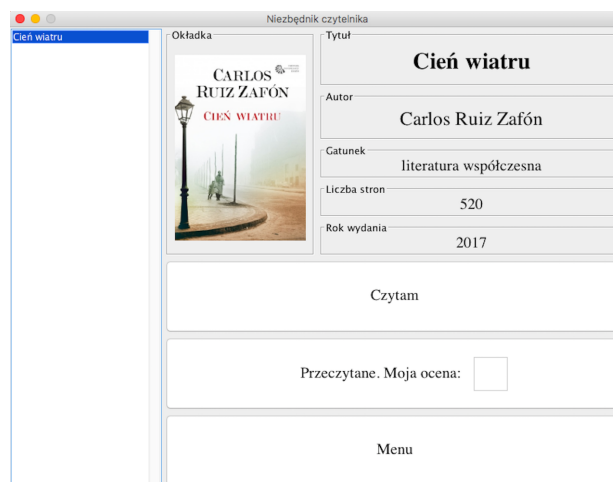 Niezbędnik czytelnika
Cień wiatru
Okładka
CARLOS
RUIZ ZAFÓN
CIEŃ WIATRU
Tytuł
Cień wiatru
Autor
Carlos Ruiz Zafón
Gatunek
literatura współczesna
Liczba stron
520
Rok wydania
2017
Czytam
Przeczytane. Moja ocena:
Menu